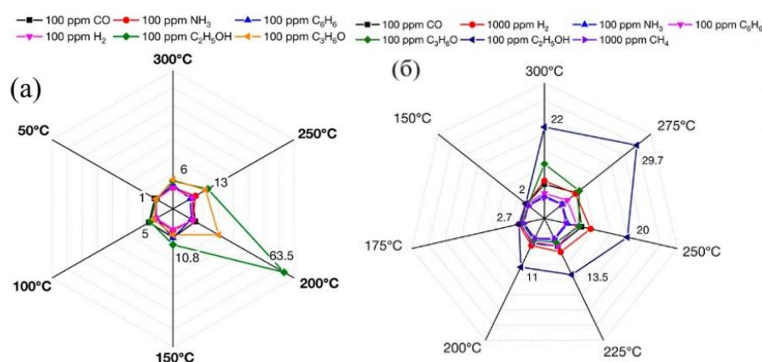 100 ppm CO 100 ppm NH₃ 100 ppm C₆H₆
100 ppm H₂ 100 ppm C₂H₅OH 100 ppm C₃H₆O
100 ppm CO 1000 ppm H₂ 100 ppm NH₃ 100 ppm C₆H₆
100 ppm C₃H₆O 100 ppm C₂H₅OH 1000 ppm CH₄
(а)
300°C
250°C
200°C
150°C
100°C
50°C
6
13
63.5
10.8
5
1
(б)
300°C
275°C
250°C
225°C
200°C
175°C
150°C
22
29.7
20
13.5
11
2.7
2